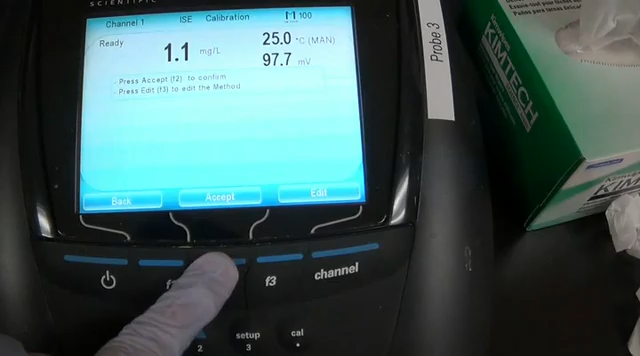 SCIENTIFIC
Channel 1 ISE Calibration M 100
Ready
1.1 mg/L
25.0 °C (MAN)
97.7 mV
- Press Accept (f2) to confirm
- Press Edit (f3) to edit the Method
Back Accept Edit
f3 channel
2 setup 3 cal
Probe 3
KIMTECH